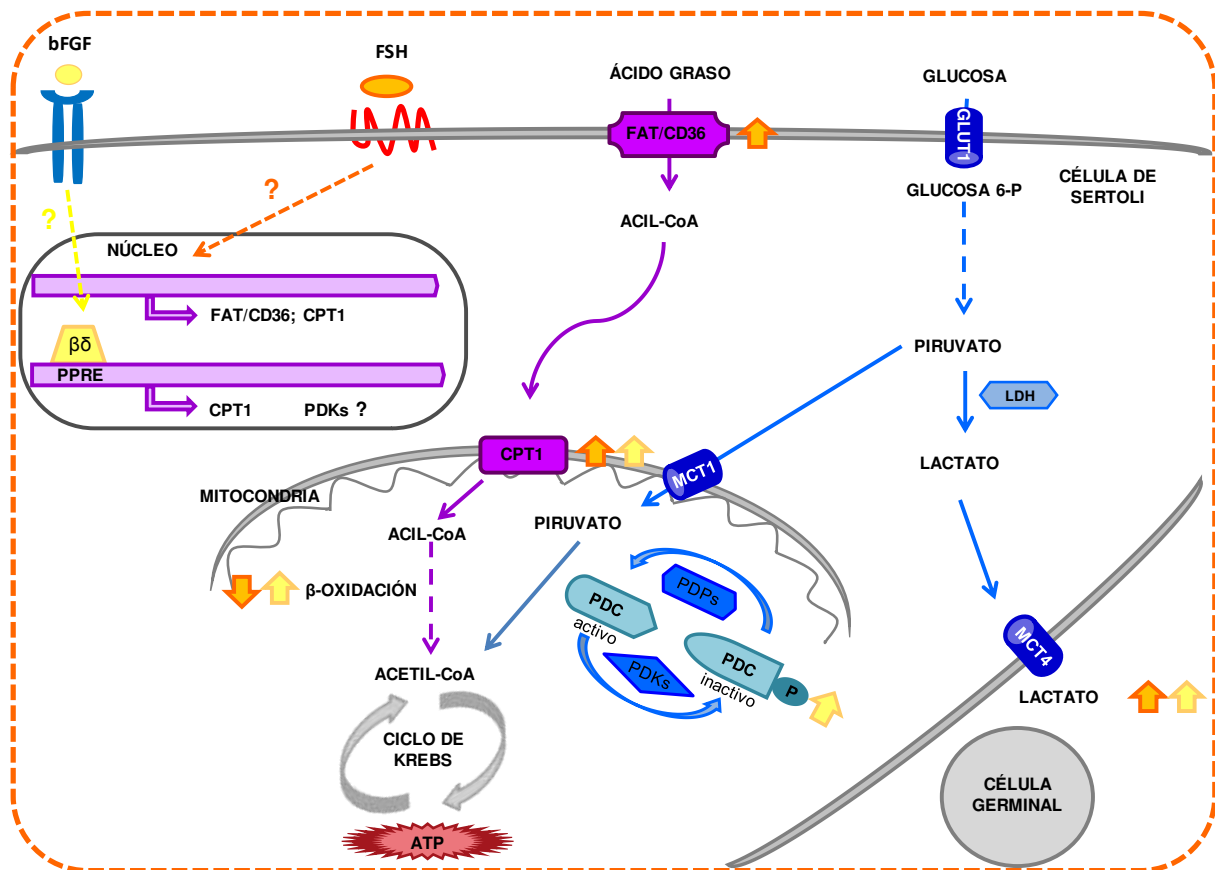 bFGF
FSH
ÁCIDO GRASO
GLUCOSA
FAT/CD36
GLUT1
CÉLULA DE
SERTOLI
GLUCOSA 6-P
?
?
ACIL-CoA
NÚCLEO
FAT/CD36; CPT1
βδ
PPRE
CPT1 PDKs ?
PIRUVATO
LDH
LACTATO
CPT1
MCT1
MITOCONDRIA
ACIL-CoA
PIRUVATO
β-OXIDACIÓN
PDPs
PDC
activo
PDKs
PDC
inactivo
P
ACETIL-CoA
MCT4
LACTATO
CICLO DE
KREBS
CÉLULA
GERMINAL
ATP